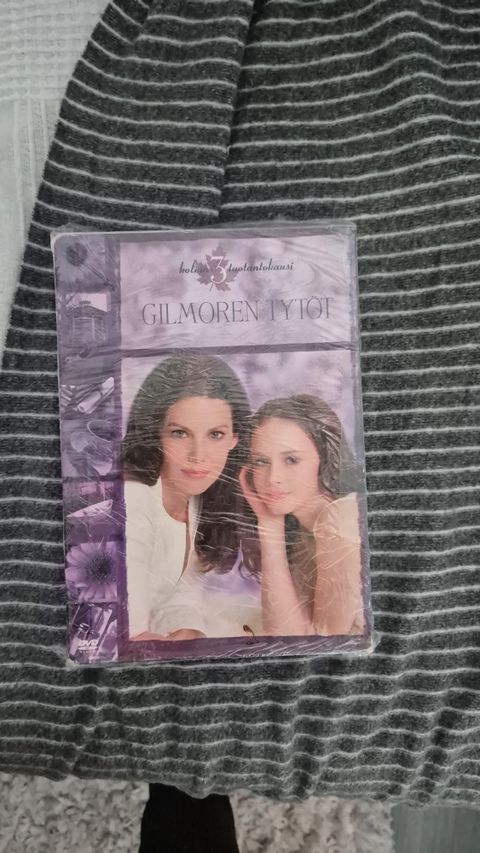 kolmas 3 tuotantokausi
GILMOREN TYTÖT
DVD